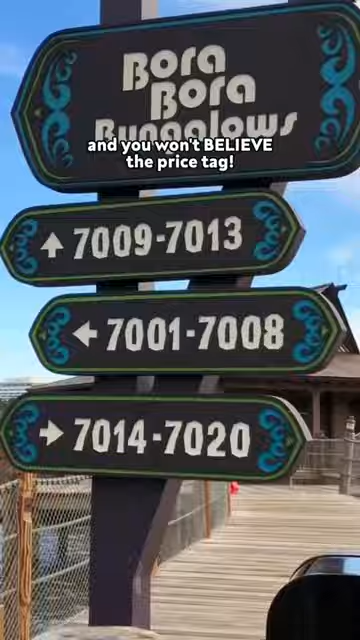 Bora
Bora
Bungalows
and you won't BELIEVE
the price tag!
↑ 7009-7013
← 7001-7008
→ 7014-7020